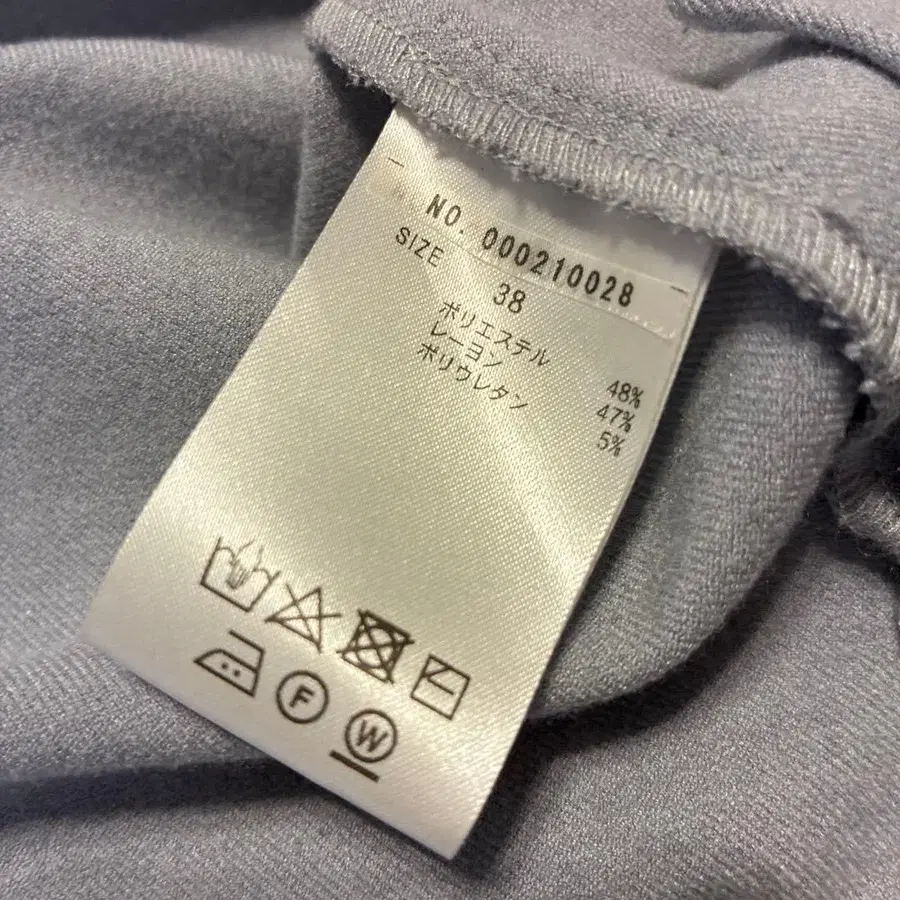 NO. 000210028
SIZE 38
ポリエステル 48%
レーヨン 47%
ポリウレタン 5%
F
W